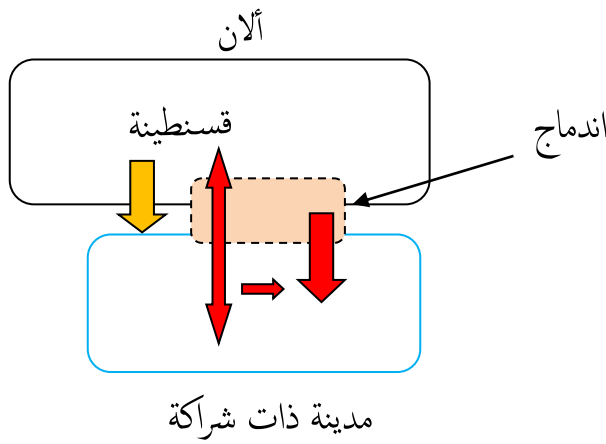 ألان
قسنطينة
اندماج
مدينة ذات شراكة